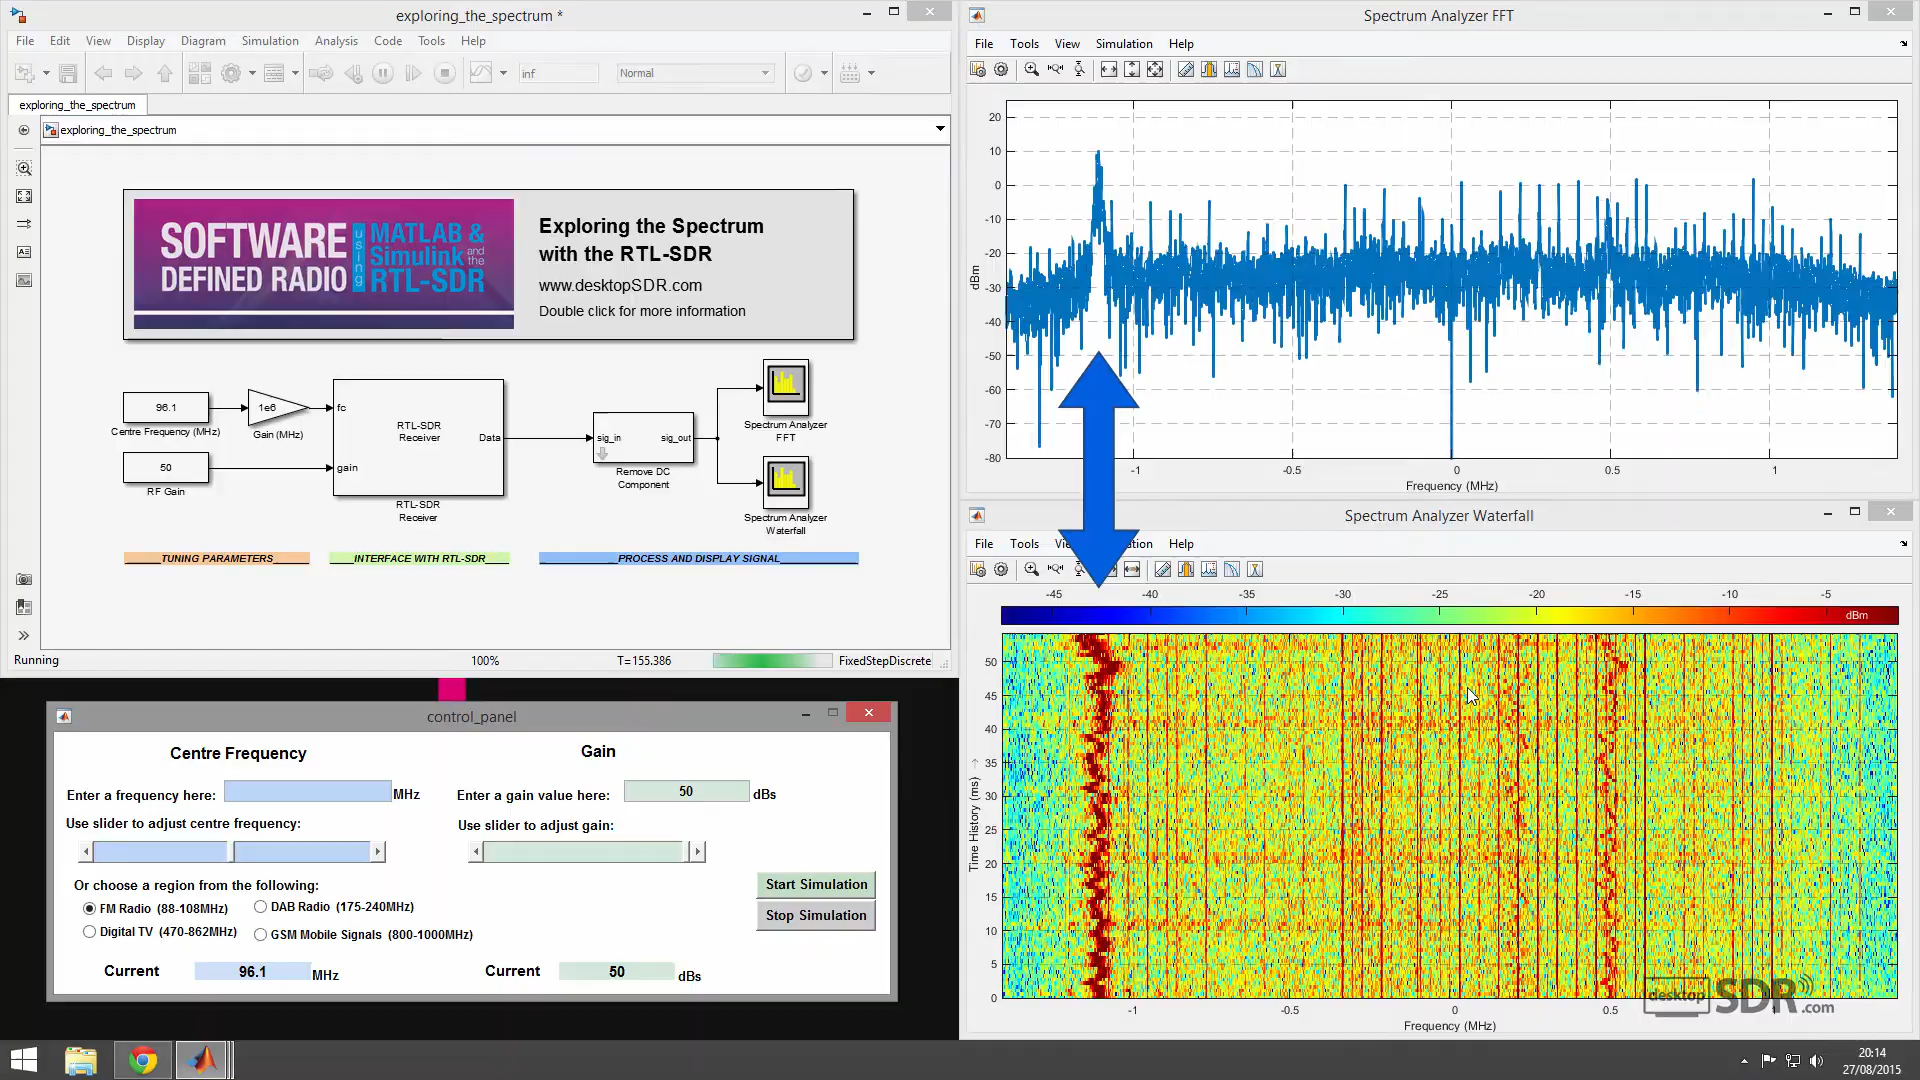 exploring_the_spectrum *
File Edit View Display Diagram Simulation Analysis Code Tools Help
inf Normal
exploring_the_spectrum
exploring_the_spectrum
SOFTWARE DEFINED RADIO using MATLAB & Simulink and the RTL-SDR
Exploring the Spectrum
with the RTL-SDR
www.desktopSDR.com
Double click for more information
96.1
Centre Frequency (MHz)
1e6
Gain (MHz)
50
RF Gain
fc
gain
RTL-SDR
Receiver
Data
RTL-SDR
Receiver
sig_in sig_out
Remove DC
Component
Spectrum Analyzer
FFT
Spectrum Analyzer
Waterfall
TUNING PARAMETERS INTERFACE WITH RTL-SDR PROCESS AND DISPLAY SIGNAL
Running 100% T=155.386 FixedStepDiscrete
control_panel
Centre Frequency
Enter a frequency here: MHz
Use slider to adjust centre frequency:
Or choose a region from the following:
FM Radio (88-108MHz) DAB Radio (175-240MHz)
Digital TV (470-862MHz) GSM Mobile Signals (800-1000MHz)
Current 96.1 MHz
Gain
Enter a gain value here: 50 dBs
Use slider to adjust gain:
Start Simulation
Stop Simulation
Current 50 dBs
Spectrum Analyzer FFT
File Tools View Simulation Help
20
10
0
-10
-20
-30
-40
-50
-60
-70
-80
dBm
-1 -0.5 0 0.5 1
Frequency (MHz)
Spectrum Analyzer Waterfall
File Tools Help
-45 -40 -35 -30 -25 -20 -15 -10 -5
dBm
50
45
40
35
30
25
20
15
10
5
0
Time History (ms)
-1 -0.5 0 0.5 1
Frequency (MHz)
desktop SDR.com
20:14
27/08/2015